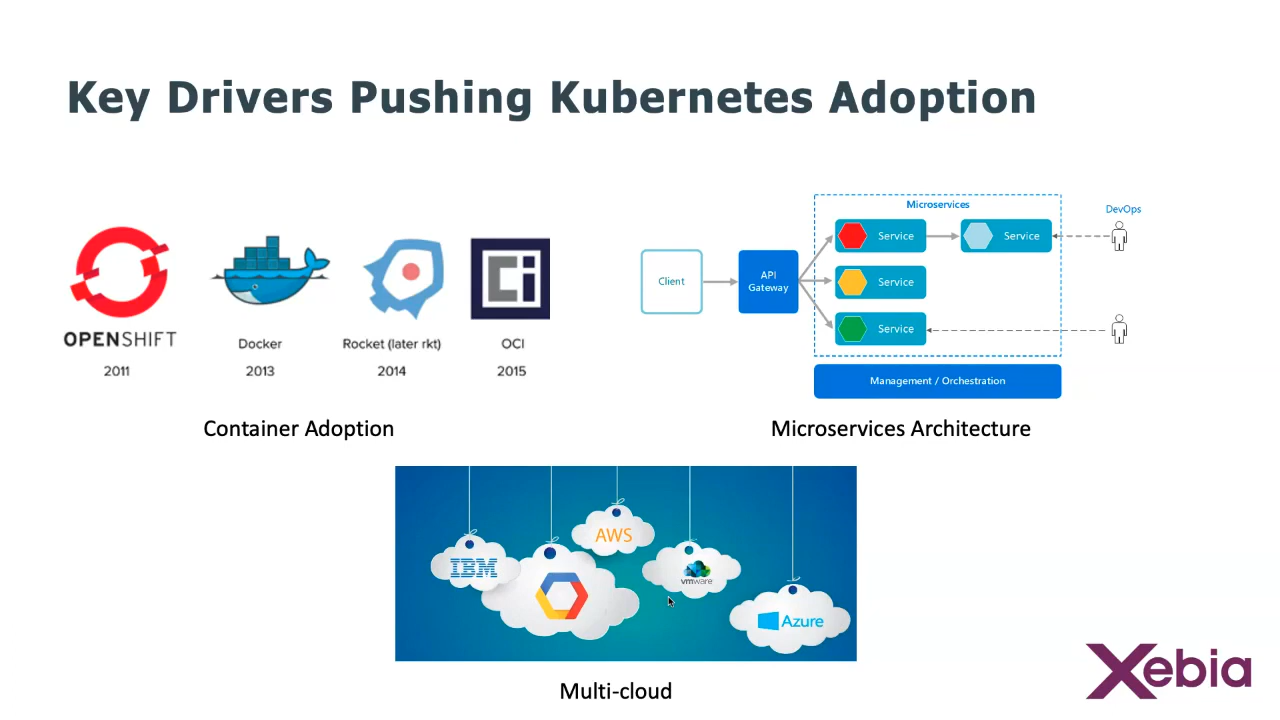 Key Drivers Pushing Kubernetes Adoption
OPENSHIFT
2011
Docker
2013
Rocket (later rkt)
2014
Ci
OCI
2015
Container Adoption
Client
API
Gateway
Microservices
Service
Service
Service
Service
DevOps
Management / Orchestration
Microservices Architecture
IBM
AWS
vmware
Azure
Multi-cloud
Xebia